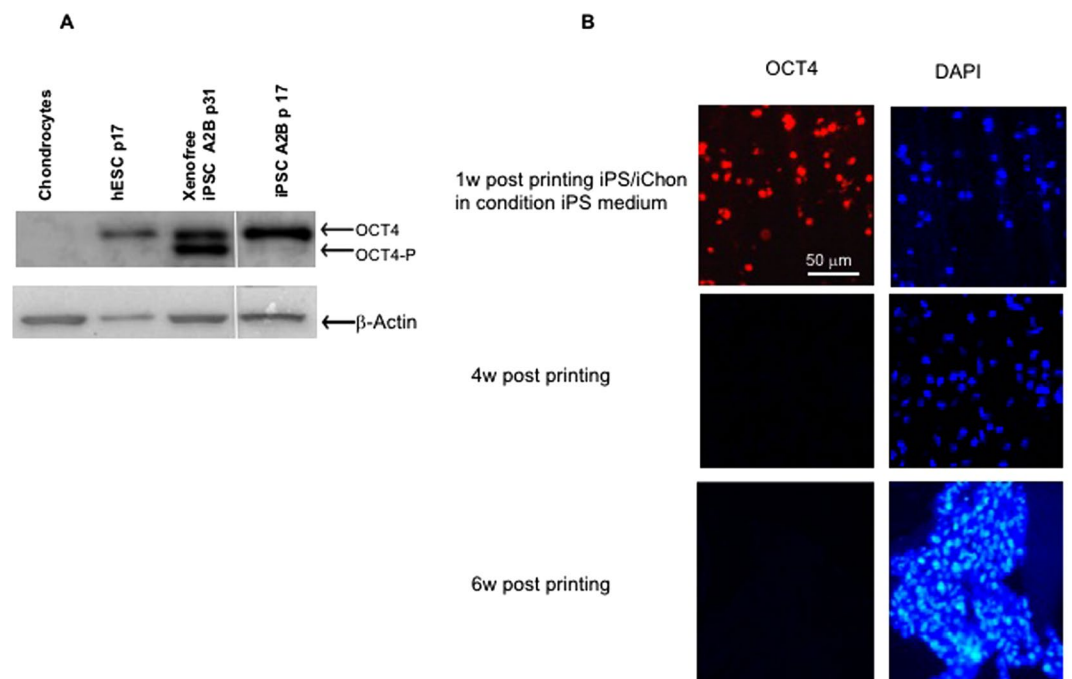 A
Chondrocytes
hESC p17
Xenofree
iPSC A2B p31
iPSC A2B p 17
OCT4
OCT4-P
β-Actin
B
OCT4
DAPI
1w post printing iPS/iChon
in condition iPS medium
50 μm
4w post printing
6w post printing